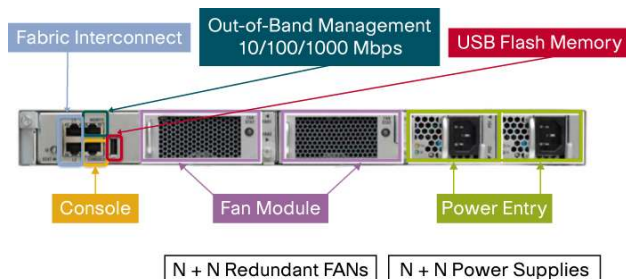 Out-of-Band Management
10/100/1000 Mbps
Fabric Interconnect
USB Flash Memory
Console
Fan Module
Power Entry
N + N Redundant FANs
N + N Power Supplies